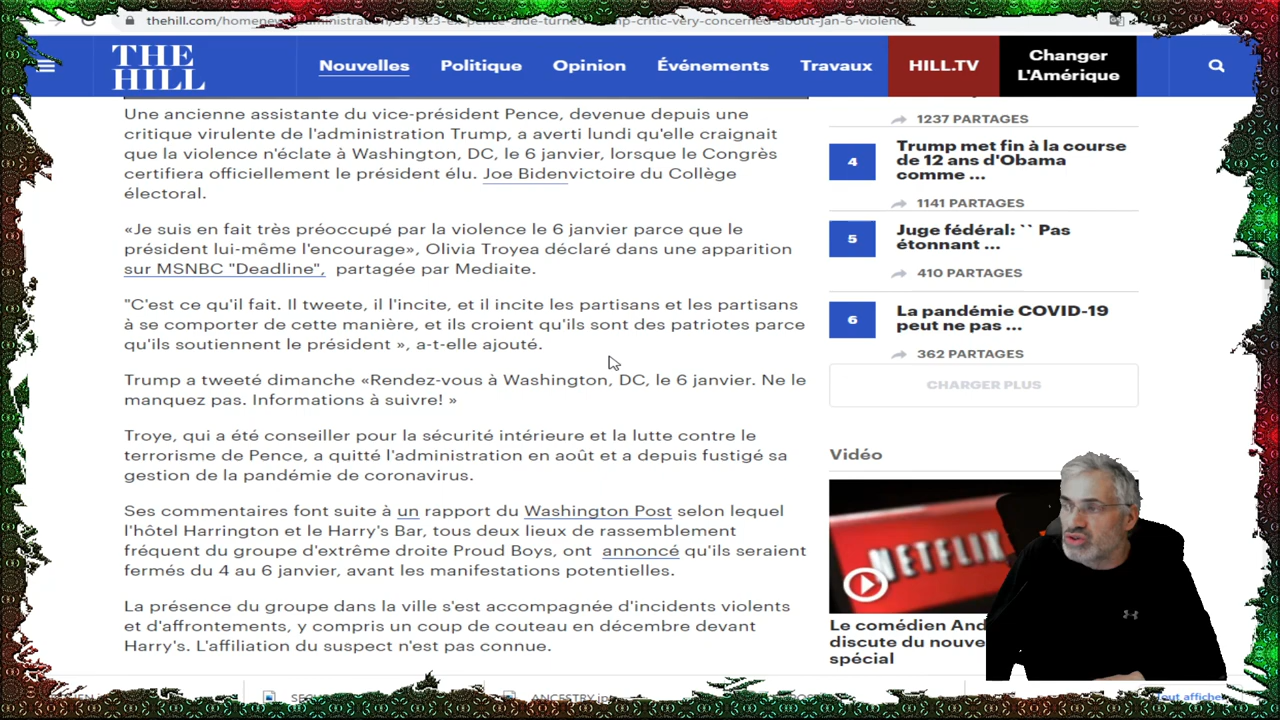 thehill.com/homenews/administration/531923-ex-pence-aide-turned-trump-critic-very-concerned-about-jan-6-violence
THE HILL
Nouvelles
Politique
Opinion
Événements
Travaux
HILL.TV
Changer
L'Amérique
Une ancienne assistante du vice-président Pence, devenue depuis une
critique virulente de l'administration Trump, a averti lundi qu'elle craignait
que la violence n'éclate à Washington, DC, le 6 janvier, lorsque le Congrès
certifiera officiellement le président élu. Joe Bidenvictoire du Collège
électoral.
«Je suis en fait très préoccupé par la violence le 6 janvier parce que le
président lui-même l'encourage», Olivia Troyea déclaré dans une apparition
sur MSNBC "Deadline", partagée par Mediaite.
"C'est ce qu'il fait. Il tweete, il l'incite, et il incite les partisans et les partisans
à se comporter de cette manière, et ils croient qu'ils sont des patriotes parce
qu'ils soutiennent le président », a-t-elle ajouté.
Trump a tweeté dimanche «Rendez-vous à Washington, DC, le 6 janvier. Ne le
manquez pas. Informations à suivre! »
Troye, qui a été conseiller pour la sécurité intérieure et la lutte contre le
terrorisme de Pence, a quitté l'administration en août et a depuis fustigé sa
gestion de la pandémie de coronavirus.
Ses commentaires font suite à un rapport du Washington Post selon lequel
l'hôtel Harrington et le Harry's Bar, tous deux lieux de rassemblement
fréquent du groupe d'extrême droite Proud Boys, ont annoncé qu'ils seraient
fermés du 4 au 6 janvier, avant les manifestations potentielles.
La présence du groupe dans la ville s'est accompagnée d'incidents violents
et d'affrontements, y compris un coup de couteau en décembre devant
Harry's. L'affiliation du suspect n'est pas connue.
1237 PARTAGES
4
Trump met fin à la course
de 12 ans d'Obama
comme ...
1141 PARTAGES
5
Juge fédéral: `` Pas
étonnant ...
410 PARTAGES
6
La pandémie COVID-19
peut ne pas ...
362 PARTAGES
CHARGER PLUS
Vidéo
NETFLIX
Le comédien And
discute du nouve
spécial
ANCESTRY.jp
Tout affiche